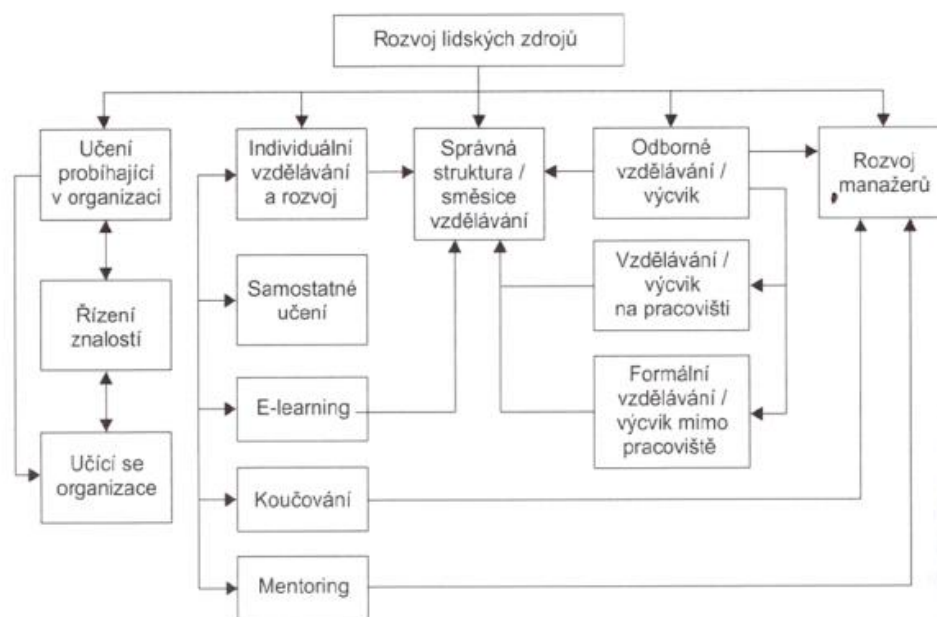 Rozvoj lidských zdrojů
Učení
probíhající
v organizaci
Individuální
vzdělávání
a rozvoj
Správná
struktura /
směsice
vzdělávání
Odborné
vzdělávání /
výcvik
Rozvoj
manažerů
Řízení
znalostí
Samostatné
učení
Vzdělávání /
výcvik
na pracovišti
E-learning
Formální
vzdělávání /
výcvik mimo
pracoviště
Učící se
organizace
Koučování
Mentoring